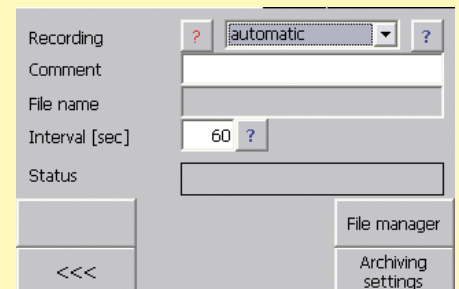 Recording ? automatic ?
Comment
File name
Interval [sec] 60 ?
Status
File manager
<<< Archiving
settings